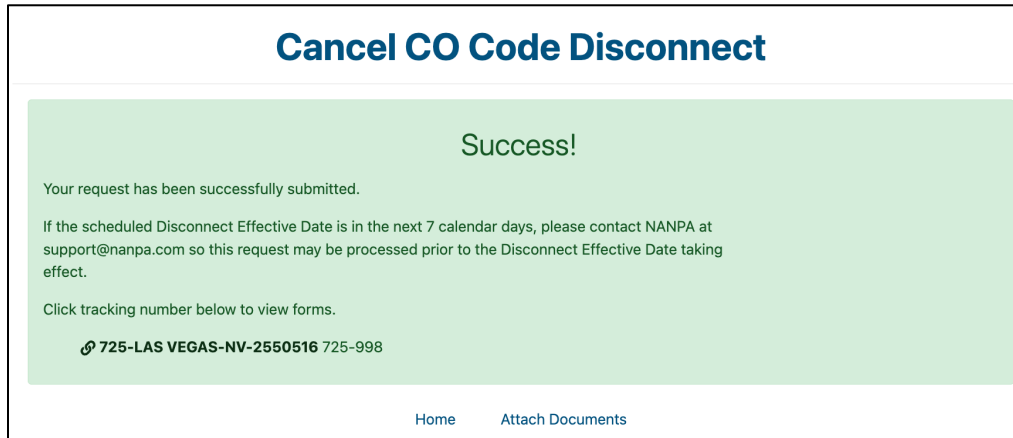 Cancel CO Code Disconnect
Success!
Your request has been successfully submitted.
If the scheduled Disconnect Effective Date is in the next 7 calendar days, please contact NANPA at
support@nanpa.com so this request may be processed prior to the Disconnect Effective Date taking
effect.
Click tracking number below to view forms.
725-LAS VEGAS-NV-2550516 725-998
Home Attach Documents